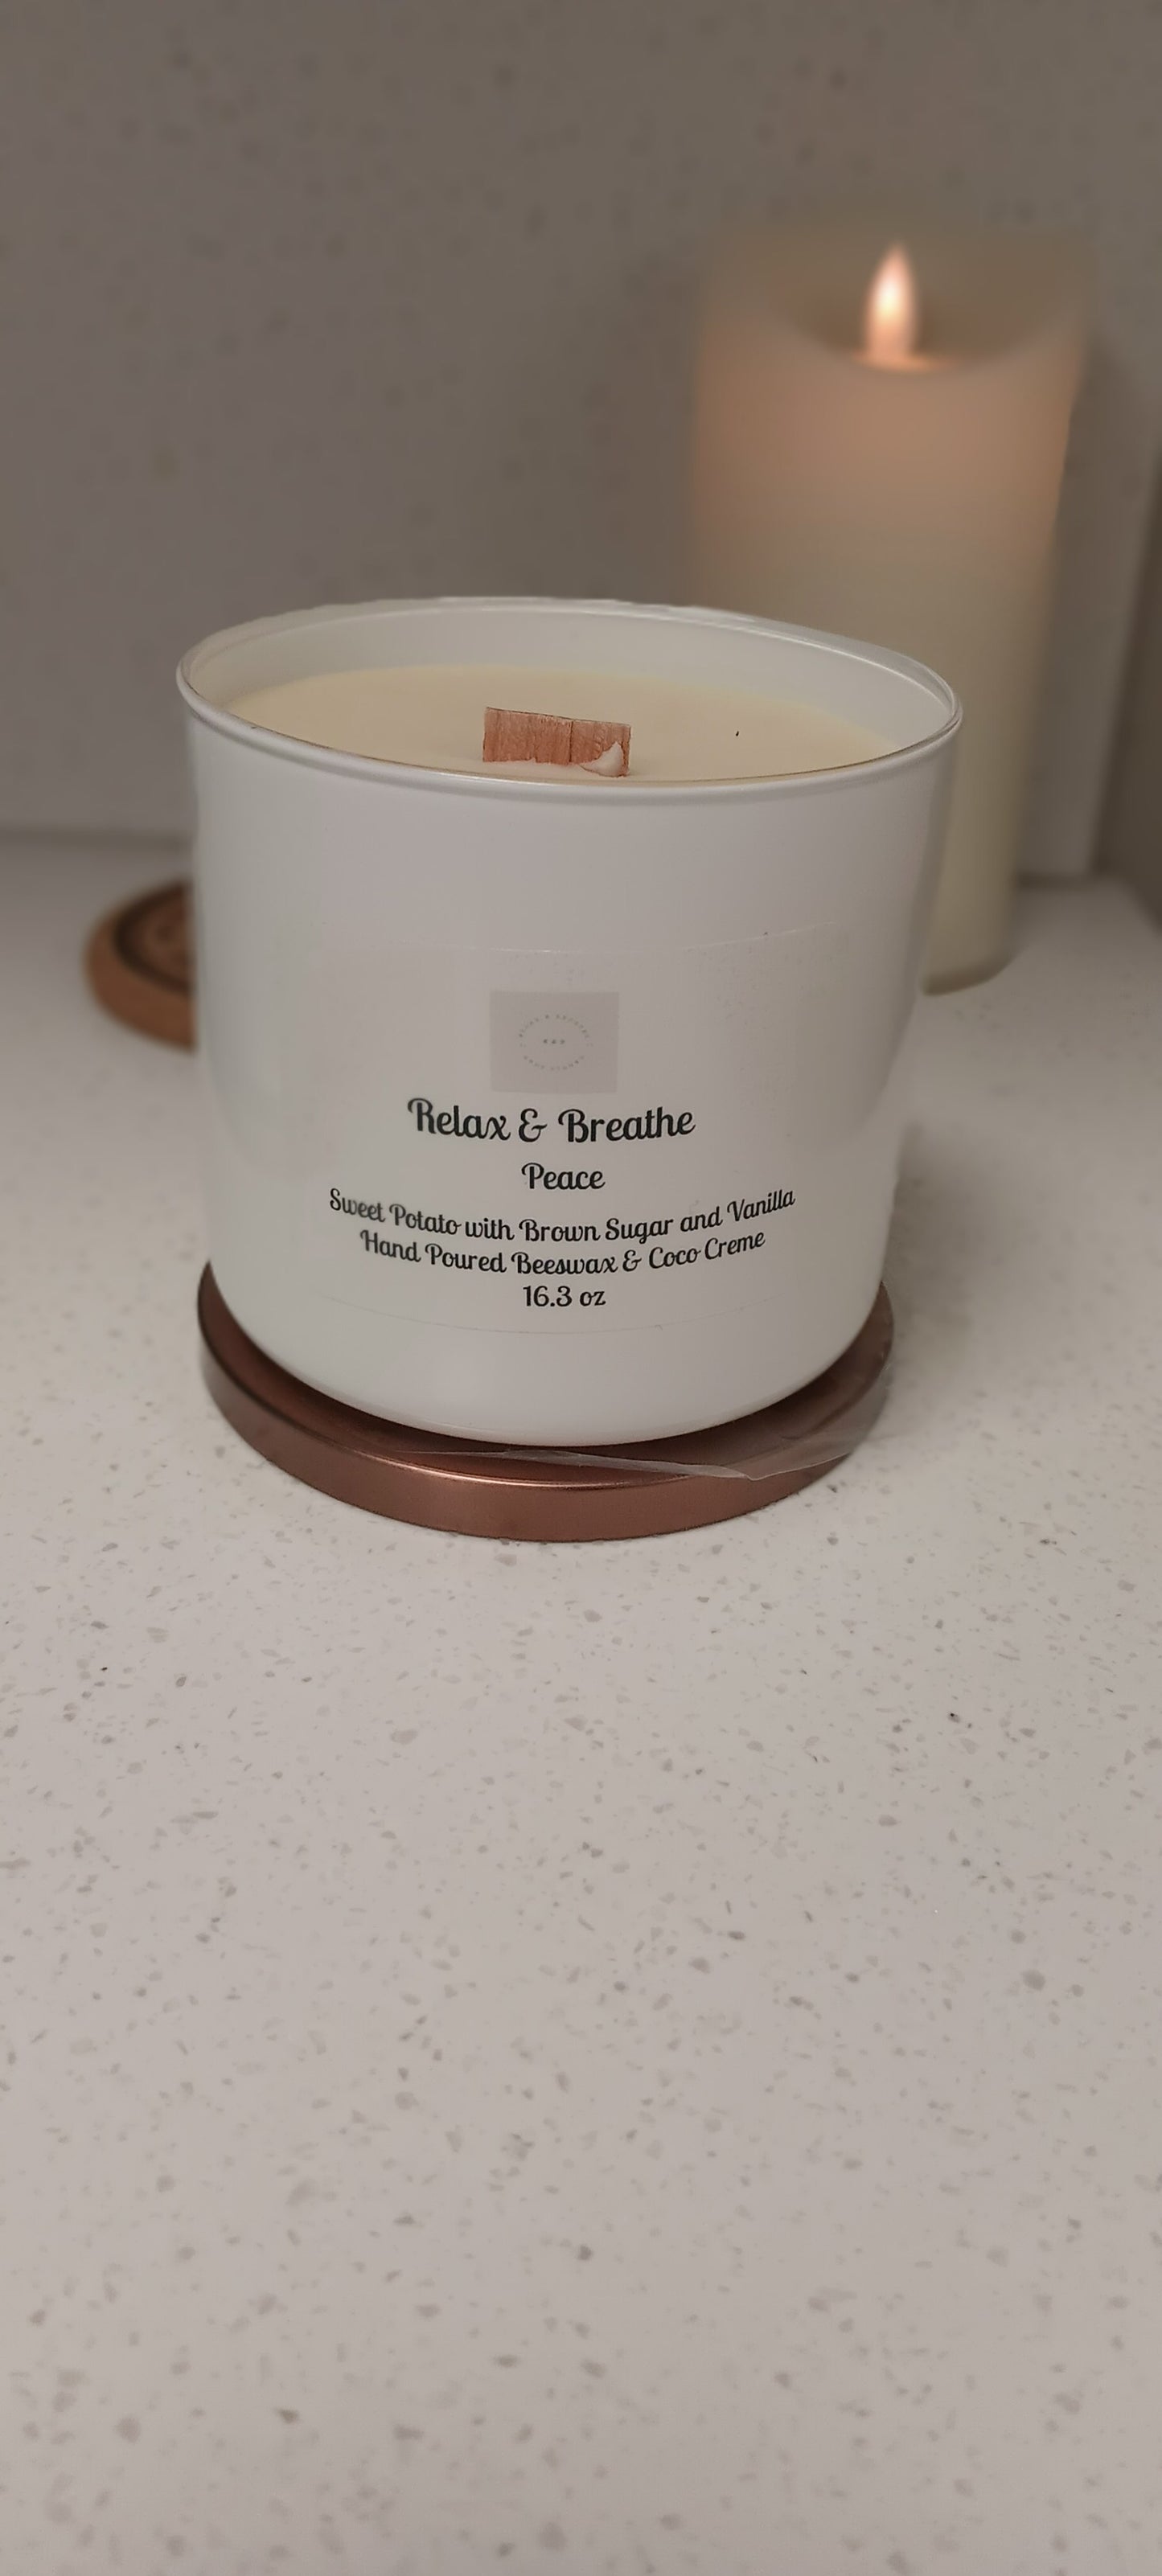 Relax & Breathe
Peace
Sweet Potato with Brown Sugar and Vanilla
Hand Poured Beeswax & Coco Creme
16.3 oz